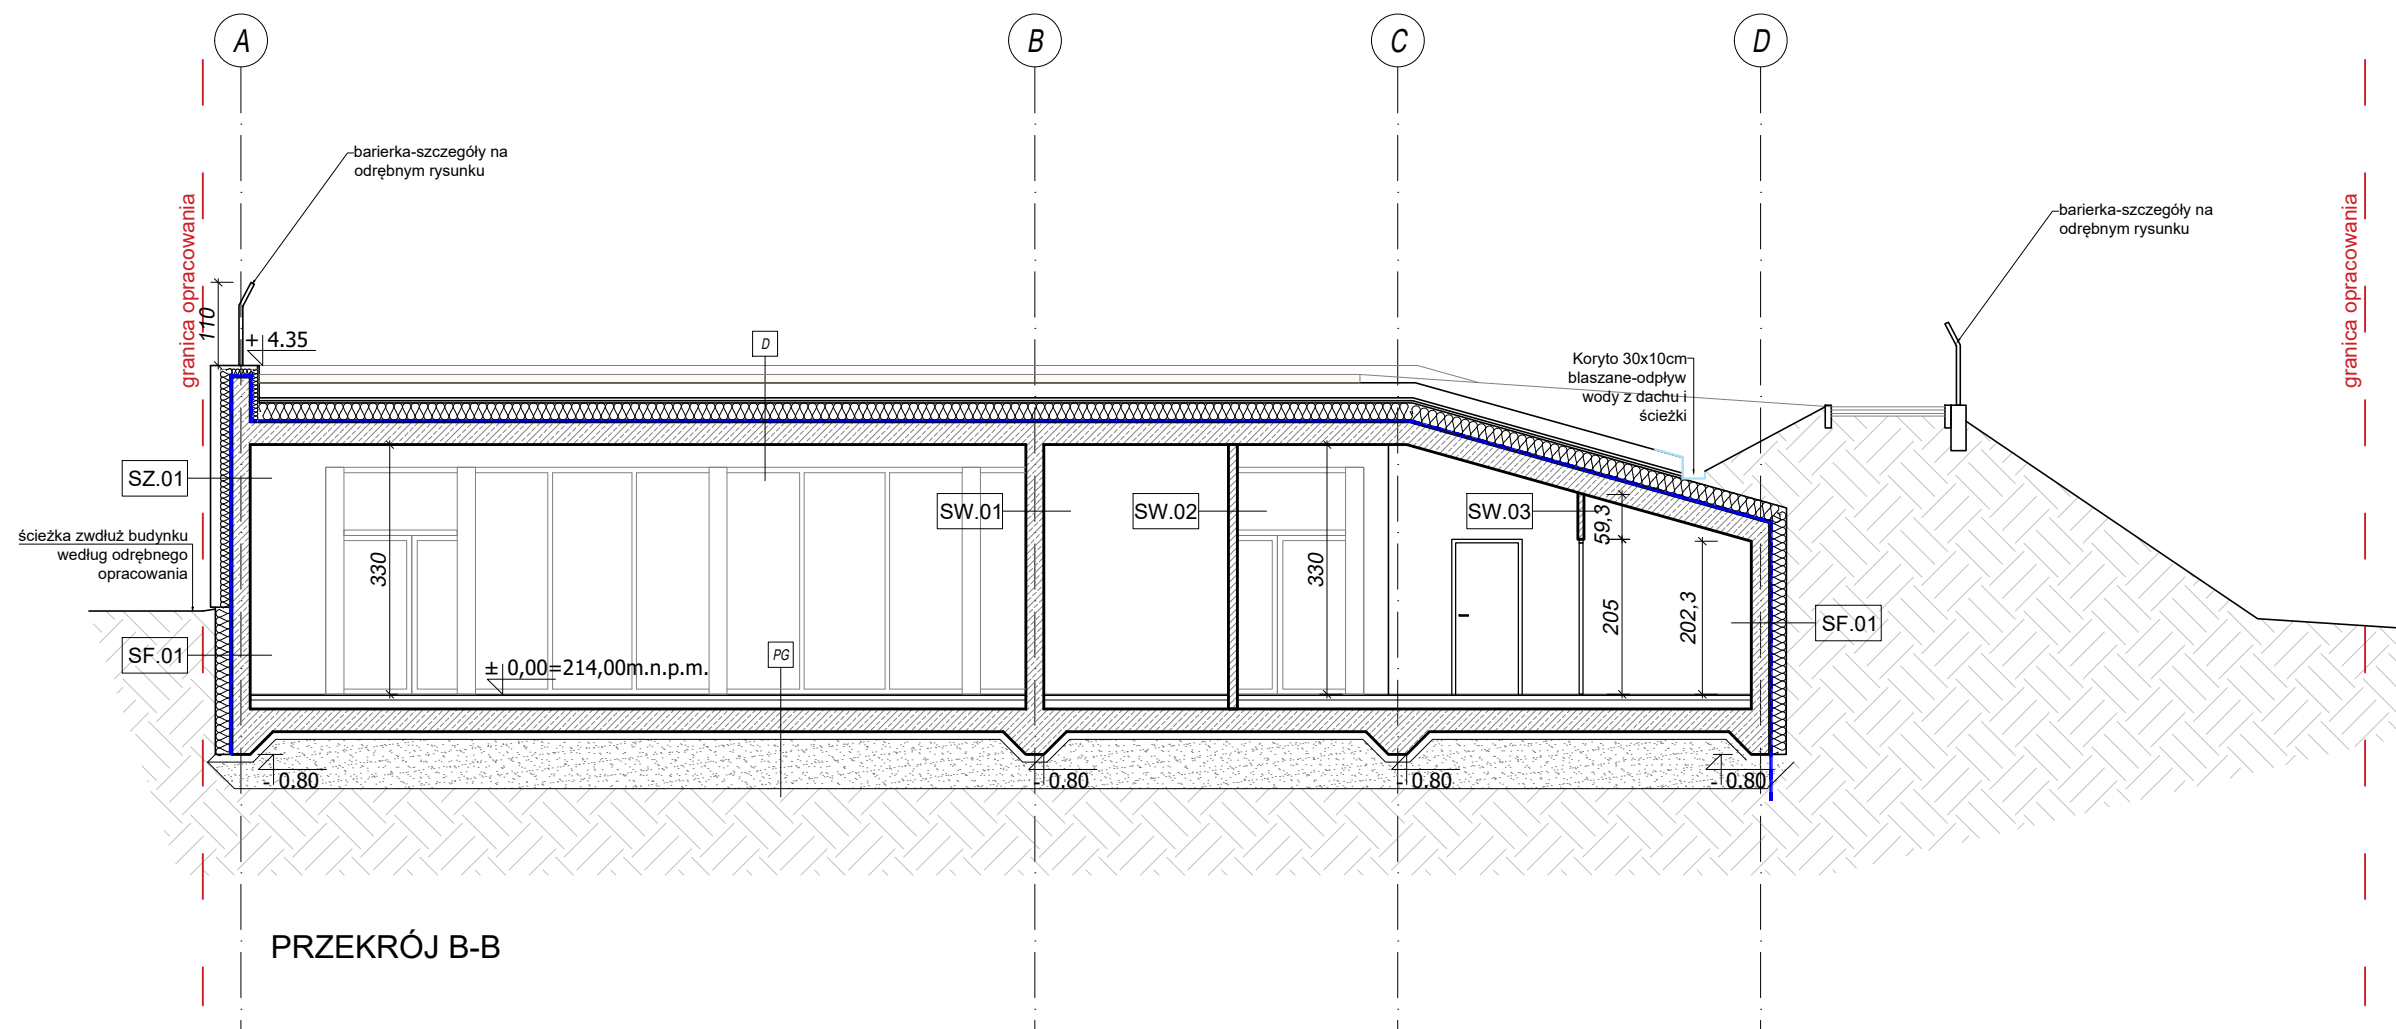 A
B
C
D
barierka-szczegóły na
odrębnym rysunku
barierka-szczegóły na
odrębnym rysunku
granica opracowania
granica opracowania
110
+ 4.35
D
Koryto 30x10cm
blaszane-odpływ
wody z dachu i
ścieżki
SZ.01
SW.01
SW.02
SW.03
59,3
ścieżka zwdłuż budynku
według odrębnego
opracowania
330
330
205
202,3
SF.01
SF.01
PG
± 0,00=214,00m.n.p.m.
- 0.80
- 0.80
- 0.80
- 0.80
PRZEKRÓJ B-B